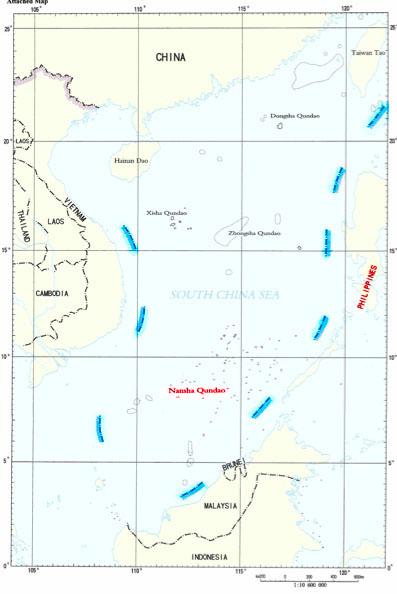 Attached Map
105° 110° 115° 120°
25°
CHINA
Taiwan Tao
Dongsha Qundao
20° 20°
LAOS
Hainan Dao
Xisha Qundao
VIETNAM
LAOS
THAILAND
Zhongsha Qundao
15° 15°
CAMBODIA
SOUTH CHINA SEA
PHILIPPINES
10° 10°
Nansha Qundao
5° 5°
BRUNEI
MALAYSIA
INDONESIA
0° 0°
105° 110° 115° 120°
1:10 600 000